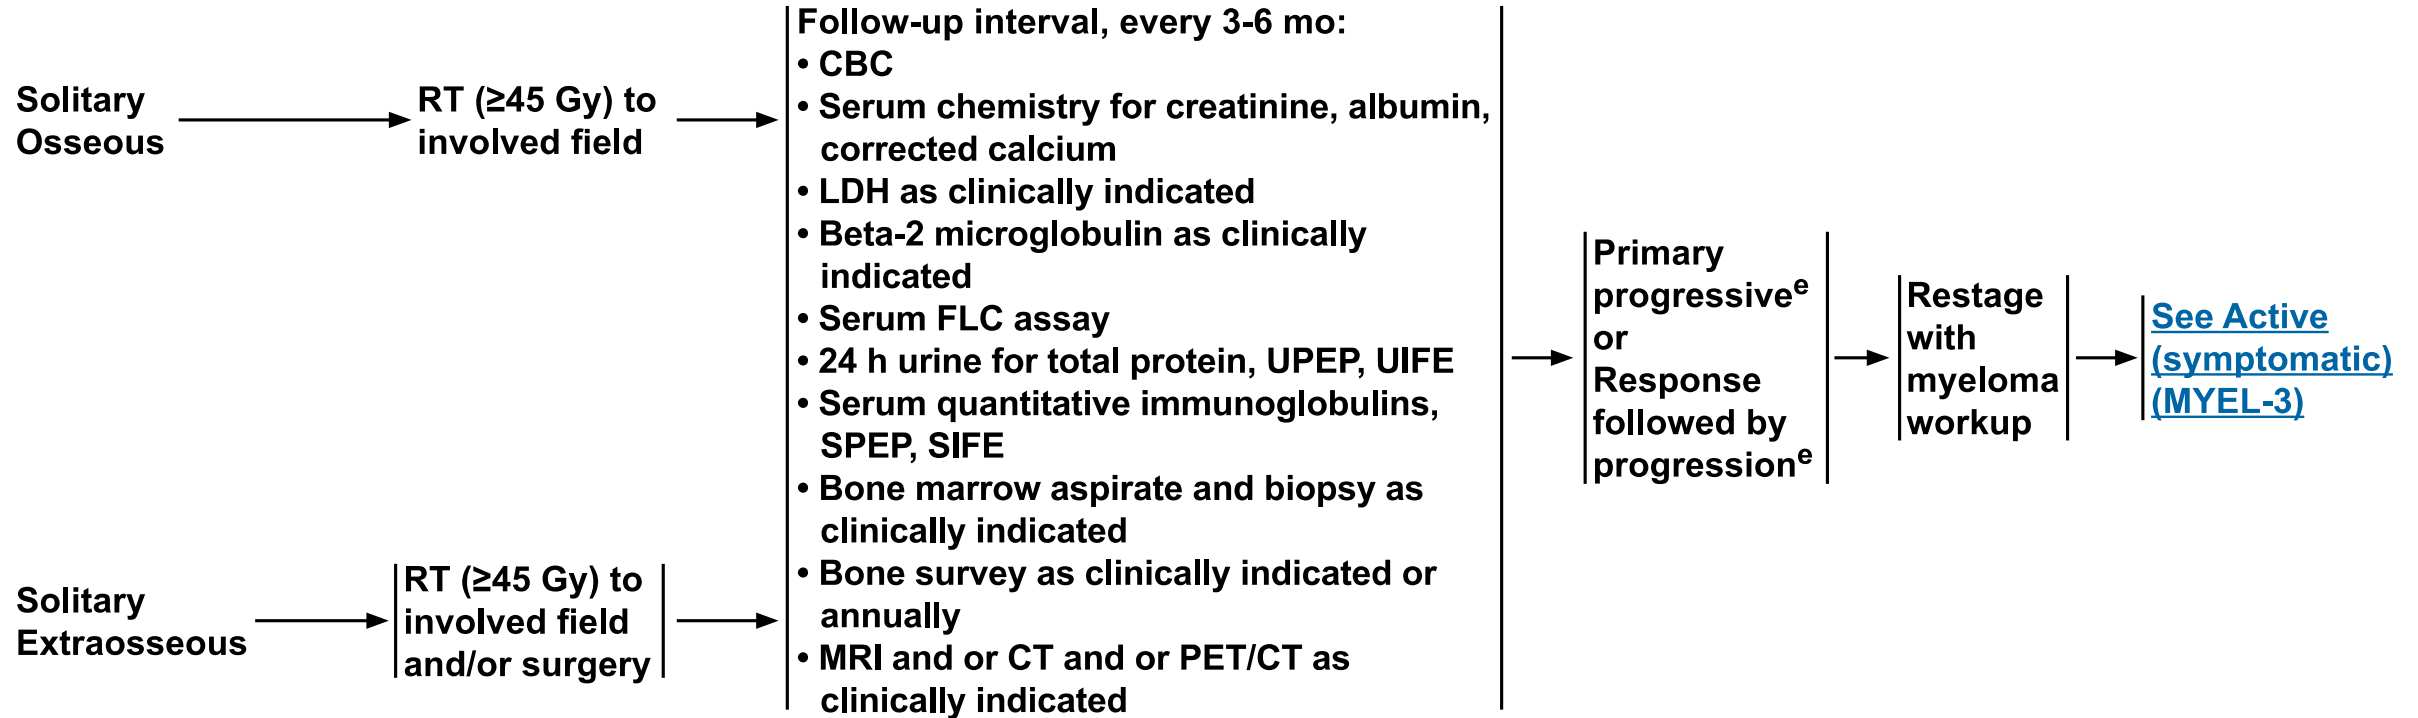 Solitary
Osseous
RT (≥45 Gy) to
involved field
Solitary
Extraosseous
RT (≥45 Gy) to
involved field
and/or surgery
Follow-up interval, every 3-6 mo:
• CBC
• Serum chemistry for creatinine, albumin,
corrected calcium
• LDH as clinically indicated
• Beta-2 microglobulin as clinically
indicated
• Serum FLC assay
• 24 h urine for total protein, UPEP, UIFE
• Serum quantitative immunoglobulins,
SPEP, SIFE
• Bone marrow aspirate and biopsy as
clinically indicated
• Bone survey as clinically indicated or
annually
• MRI and or CT and or PET/CT as
clinically indicated
Primary
progressiveᵉ
or
Response
followed by
progressionᵉ
Restage
with
myeloma
workup
See Active
(symptomatic)
(MYEL-3)